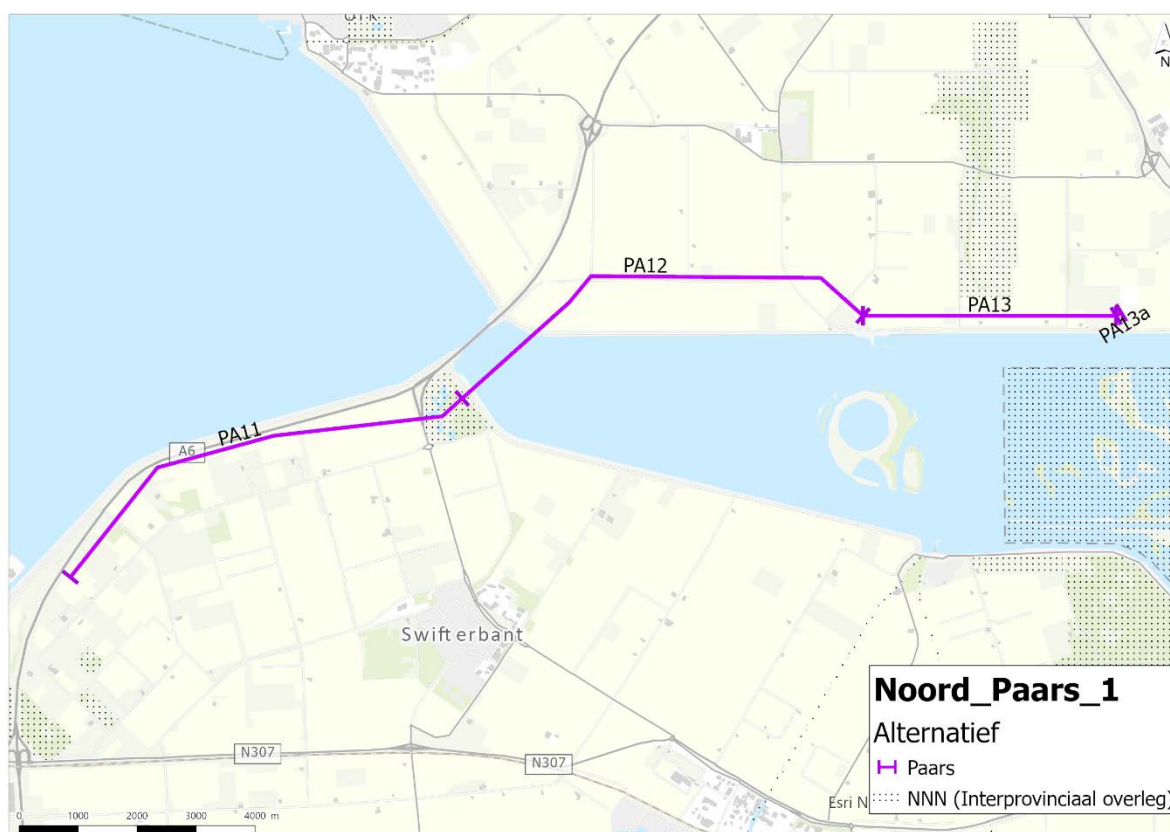 N
PA12
PA13
PA13a
PA11
A6
Swifterbant
N307
N307
Noord_Paars_1
Alternatief
Paars
NNN (Interprovinciaal overleg)
Esri N
0 1000 2000 3000 4000 m